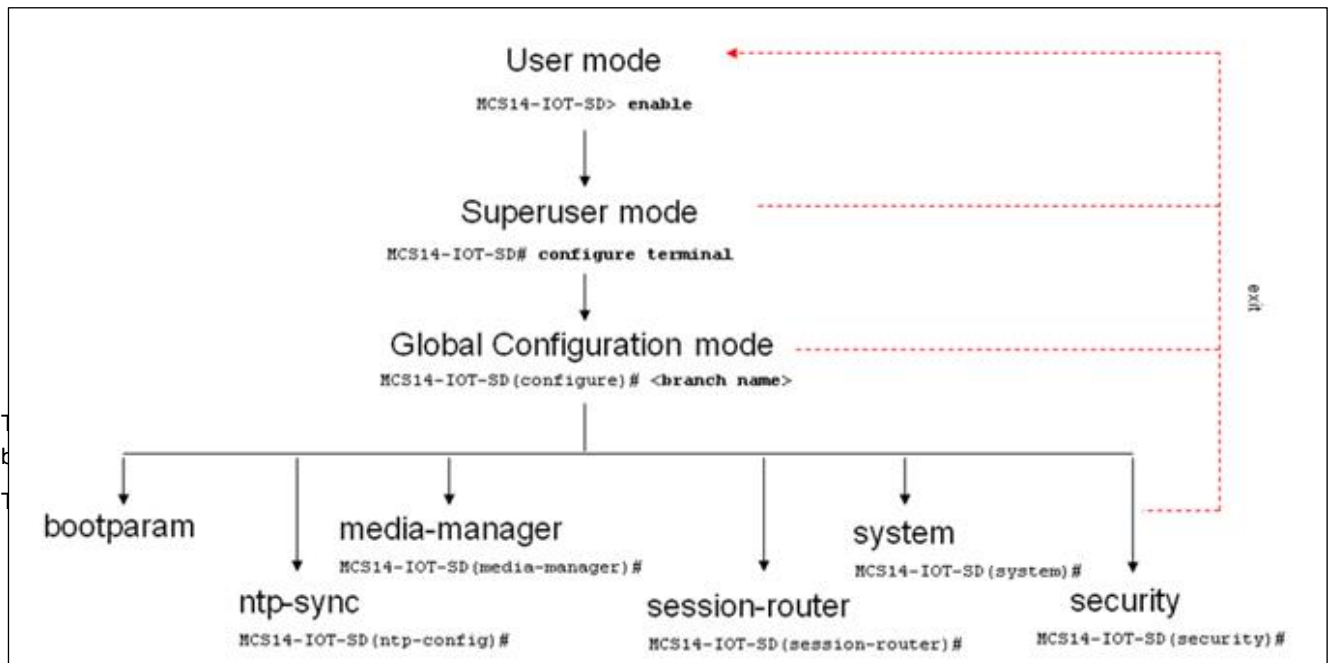 User mode
MCS14-IOT-SD> enable
Superuser mode
MCS14-IOT-SD# configure terminal
exit
Global Configuration mode
MCS14-IOT-SD(configure)# <branch name>
T
b
T
bootparam
media-manager
MCS14-IOT-SD(media-manager)#
system
MCS14-IOT-SD(system)#
ntp-sync
MCS14-IOT-SD(ntp-config)#
session-router
MCS14-IOT-SD(session-router)#
security
MCS14-IOT-SD(security)#